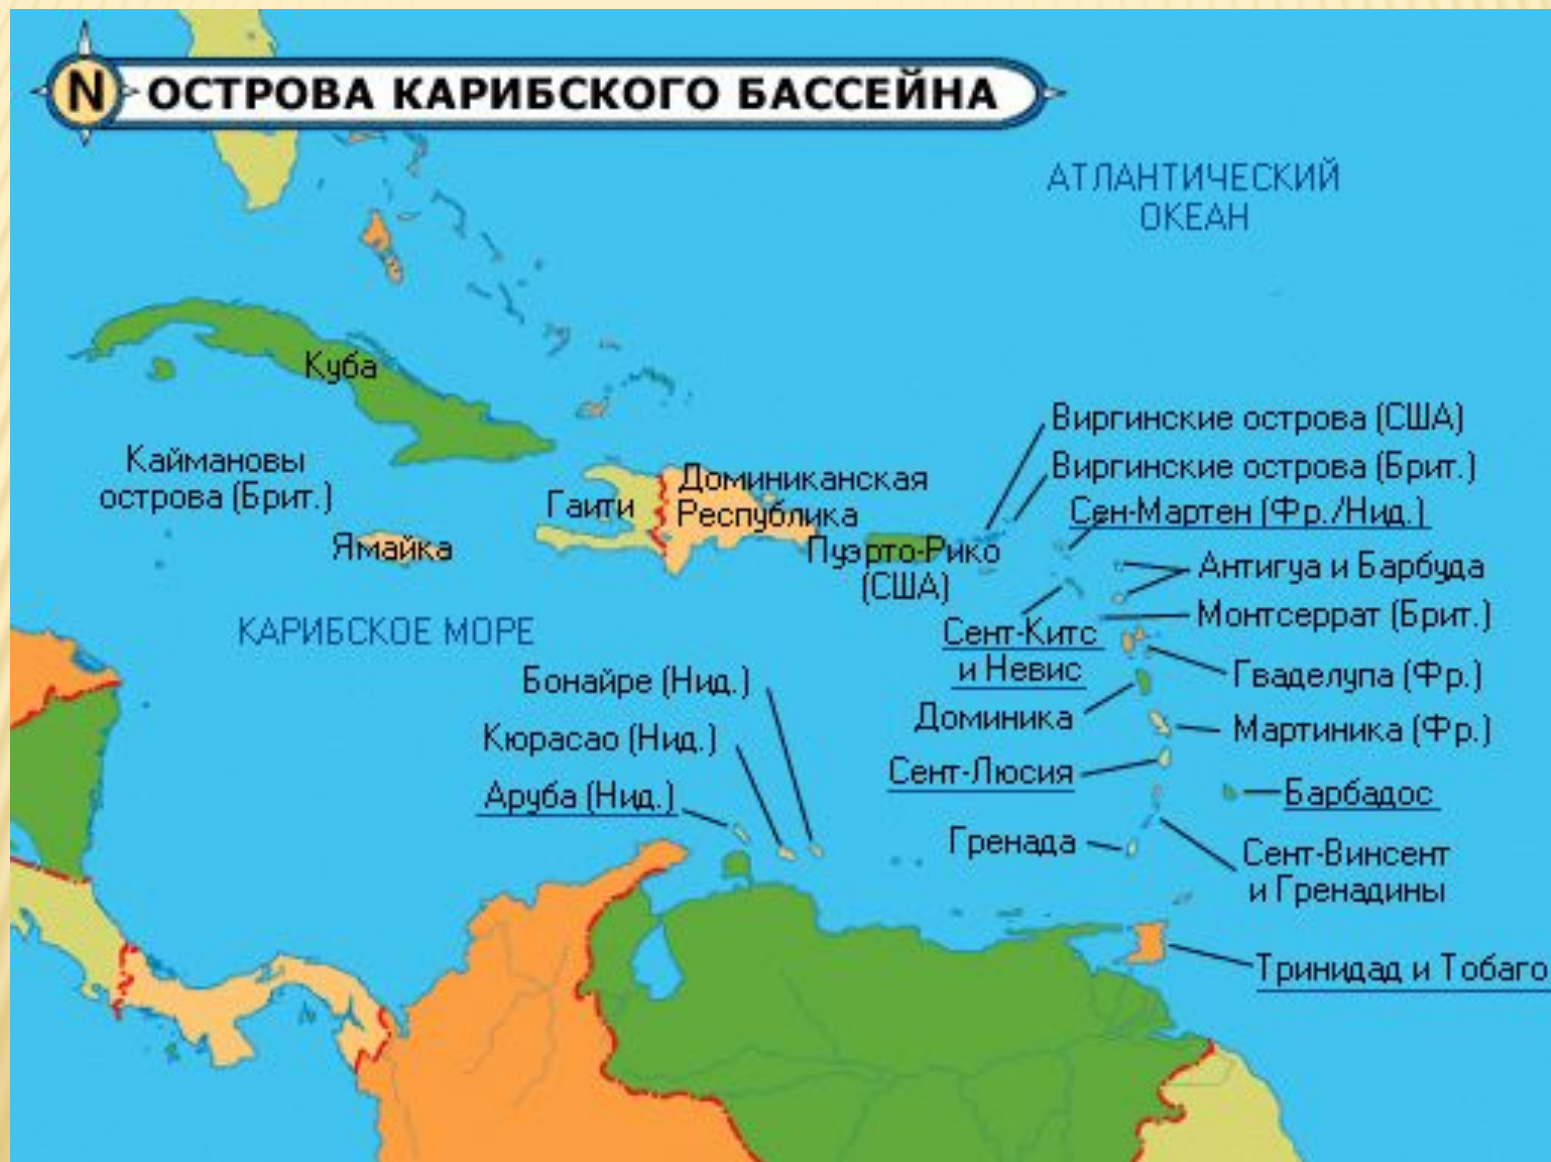 N ОСТРОВА КАРИБСКОГО БАССЕЙНА
АТЛАНТИЧЕСКИЙ
ОКЕАН
Куба
Каймановы
острова (Брит.)
Ямайка
Гаити
Доминиканская
Республика
Пуэрто-Рико
(США)
Виргинские острова (США)
Виргинские острова (Брит.)
Сен-Мартен (Фр./Нид.)
Антигуа и Барбуда
Монтсеррат (Брит.)
Сент-Китс
и Невис
Гваделупа (Фр.)
Доминика
Мартиника (Фр.)
Сент-Люсия
Барбадос
Гренада
Сент-Винсент
и Гренадины
Тринидад и Тобаго
КАРИБСКОЕ МОРЕ
Бонайре (Нид.)
Кюрасао (Нид.)
Аруба (Нид.)